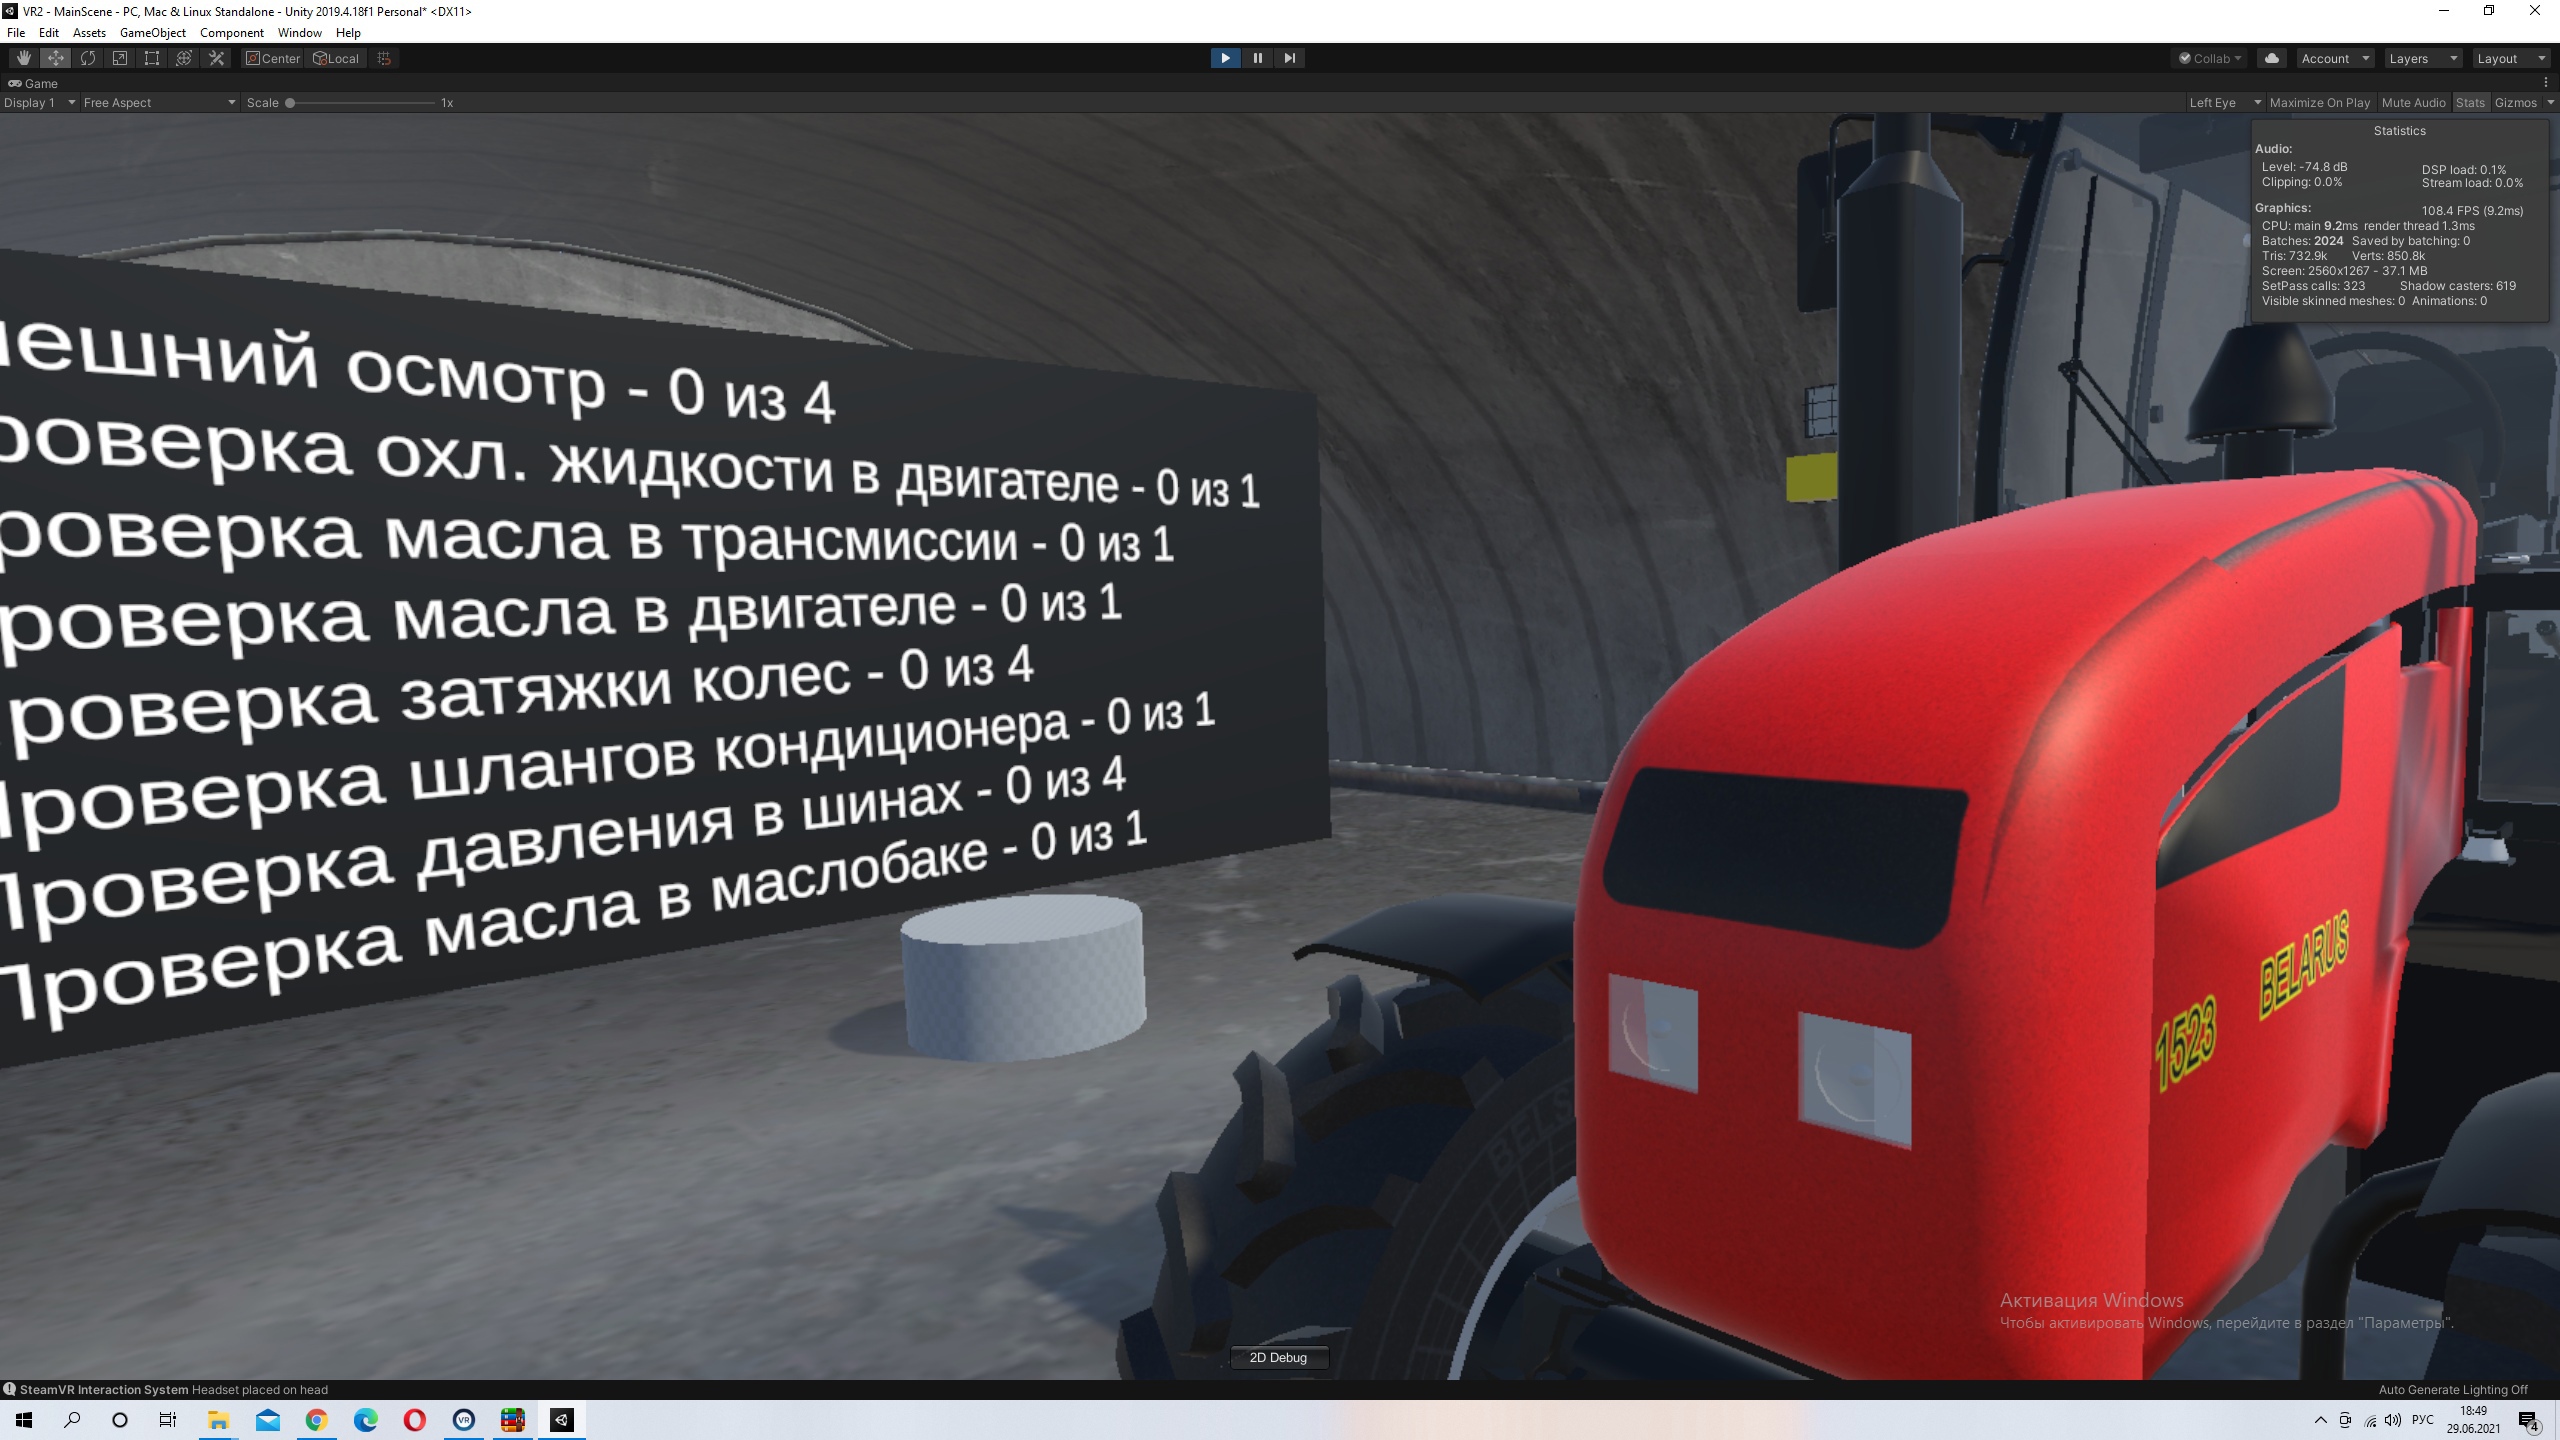 VR2 - MainScene - PC, Mac & Linux Standalone - Unity 2019.4.18f1 Personal* <DX11>
File Edit Assets GameObject Component Window Help
Center Local Collab Account Layers Layout
Game
Display 1 Free Aspect Scale 1x Left Eye Maximize On Play Mute Audio Stats Gizmos
Statistics
Audio:
Level: -74.8 dB DSP load: 0.1%
Clipping: 0.0% Stream load: 0.0%
Graphics: 108.4 FPS (9.2ms)
CPU: main 9.2ms render thread 1.3ms
Batches: 2024 Saved by batching: 0
Tris: 732.9k Verts: 850.8k
Screen: 2560x1267 - 37.1 MB
SetPass calls: 323 Shadow casters: 619
Visible skinned meshes: 0 Animations: 0
ешний осмотр - 0 из 4
роверка охл. жидкости в двигателе - 0 из 1
роверка масла в трансмиссии - 0 из 1
роверка масла в двигателе - 0 из 1
роверка затяжки колес - 0 из 4
Проверка шлангов кондиционера - 0 из 1
Проверка давления в шинах - 0 из 4
Проверка масла в маслобаке - 0 из 1
1523 BELARUS
Активация Windows
Чтобы активировать Windows, перейдите в раздел "Параметры".
2D Debug
SteamVR Interaction System Headset placed on head
Auto Generate Lighting Off
VR
РУС
18:49
29.06.2021
4